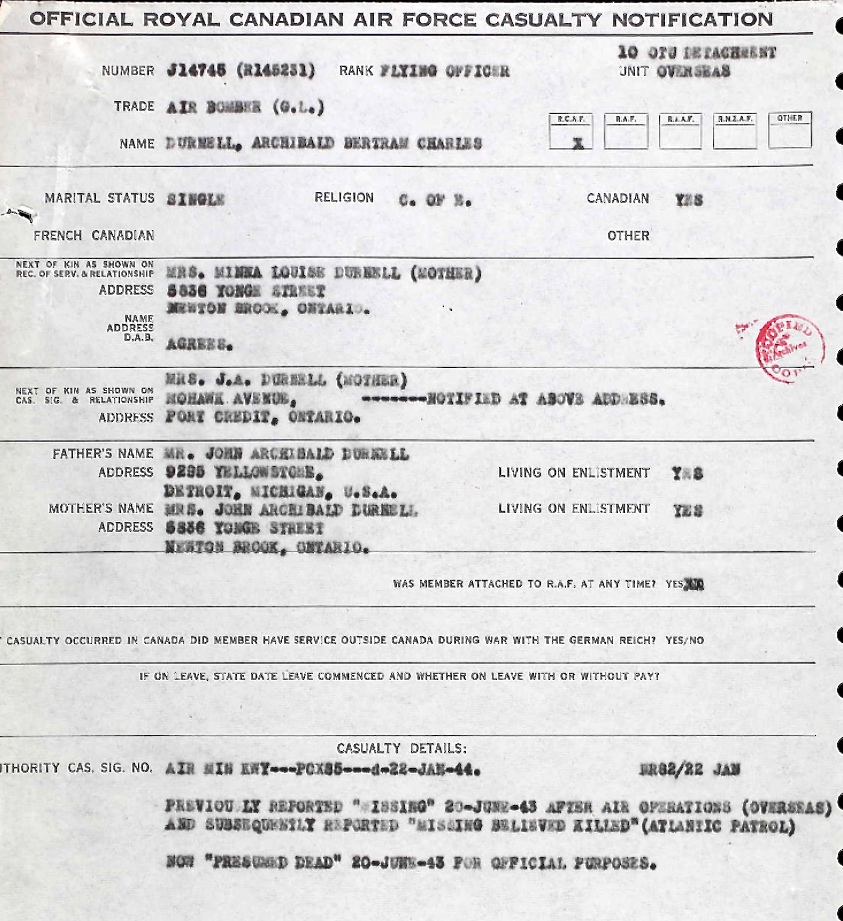 OFFICIAL ROYAL CANADIAN AIR FORCE CASUALTY NOTIFICATION
10 OTU DETACHMENT
NUMBER J14745 (R145231) RANK FLYING OFFICER UNIT OVERSEAS
TRADE AIR BOMBER (G.L.)
R.C.A.F. R.A.F. R.A.A.F. R.N.Z.A.F. OTHER
NAME DURNELL, ARCHIBALD BERTRAM CHARLES X
MARITAL STATUS SINGLE RELIGION C. OF E. CANADIAN YES
FRENCH CANADIAN OTHER
NEXT OF KIN AS SHOWN ON
REC. OF SERV. & RELATIONSHIP MRS. MINNA LOUISE DURNELL (MOTHER)
ADDRESS 5836 YONGE STREET
NEWTON BROOK, ONTARIO.
NAME
ADDRESS
D.A.B. AGREES.
COPIED
Archives
COPI
MRS. J.A. DURNELL (MOTHER)
NEXT OF KIN AS SHOWN ON
CAS. SIG. & RELATIONSHIP MOHAWK AVENUE, -------NOTIFIED AT ABOVE ADDRESS.
ADDRESS PORT CREDIT, ONTARIO.
FATHER'S NAME MR. JOHN ARCHIBALD DURNELL
ADDRESS 9235 YELLOWSTONE, LIVING ON ENLISTMENT YES
DETROIT, MICHIGAN, U.S.A.
MOTHER'S NAME MRS. JOHN ARCHIBALD DURNELL LIVING ON ENLISTMENT YES
ADDRESS 5836 YONGE STREET
NEWTON BROOK, ONTARIO.
WAS MEMBER ATTACHED TO R.A.F. AT ANY TIME? YES
CASUALTY OCCURRED IN CANADA DID MEMBER HAVE SERVICE OUTSIDE CANADA DURING WAR WITH THE GERMAN REICH? YES/NO
IF ON LEAVE, STATE DATE LEAVE COMMENCED AND WHETHER ON LEAVE WITH OR WITHOUT PAY?
CASUALTY DETAILS:
THORITY CAS. SIG. NO. AIR MIN KWY---PCX85---d-22-JAN-44. 22 JAN
PREVIOU LY REPORTED " ISSING" 20-JUNE-43 AFTER AIR OPERATIONS (OVERSEAS)
AND SUBSEQUENTLY REPORTED "MISSING BELIEVED KILLED" (ATLANTIC PATROL)
NOW "PRESUMED DEAD" 20-JUNE-43 FOR OFFICIAL PURPOSES.